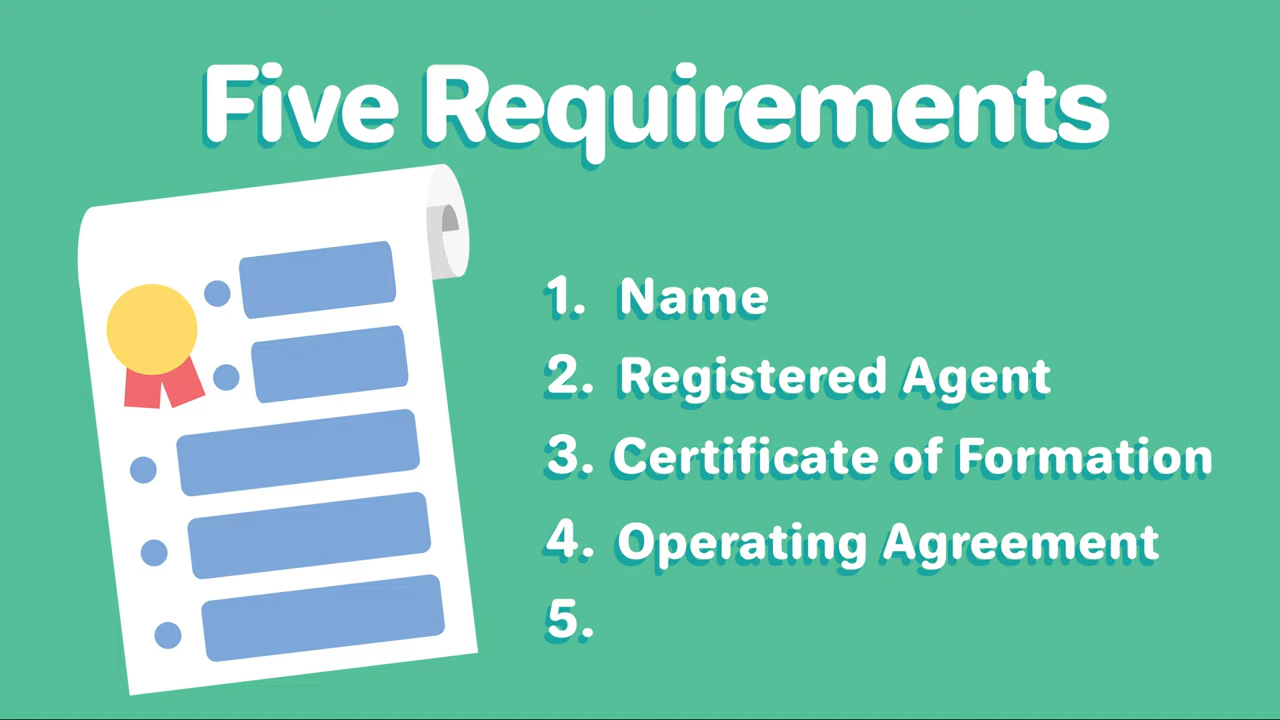 Five Requirements
1. Name
2. Registered Agent
3. Certificate of Formation
4. Operating Agreement
5.